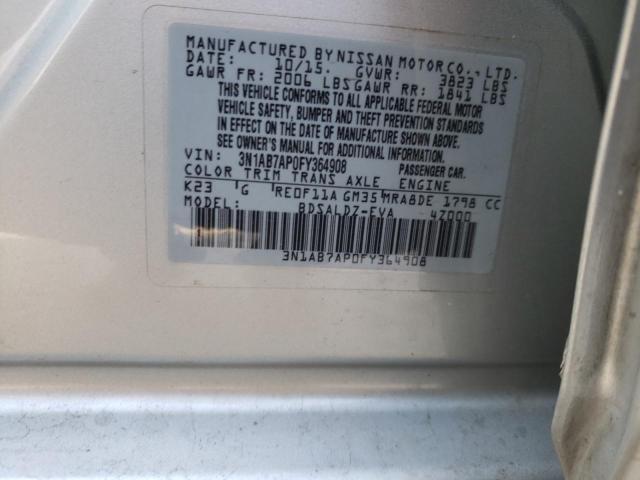 MANUFACTURED BY NISSAN MOTOR CO., LTD.
DATE: 10/15. GVWR: 3823 LBS
GAWR FR: 2006 LBS GAWR RR: 1841 LBS
THIS VEHICLE CONFORMS TO ALL APPLICABLE FEDERAL MOTOR
VEHICLE SAFETY, BUMPER AND THEFT PREVENTION STANDARDS
IN EFFECT ON THE DATE OF MANUFACTURE SHOWN ABOVE.
SEE OWNER'S MANUAL FOR ADDITIONAL INFORMATION.
VIN: 3N1AB7AP0FY364908 PASSENGER CAR.
COLOR TRIM TRANS AXLE ENGINE
K23 G RE0F11A GM35 MRA8DE 1798 CC
MODEL: BDSALDZ-EVA 4Z000
3N1AB7AP0FY364908